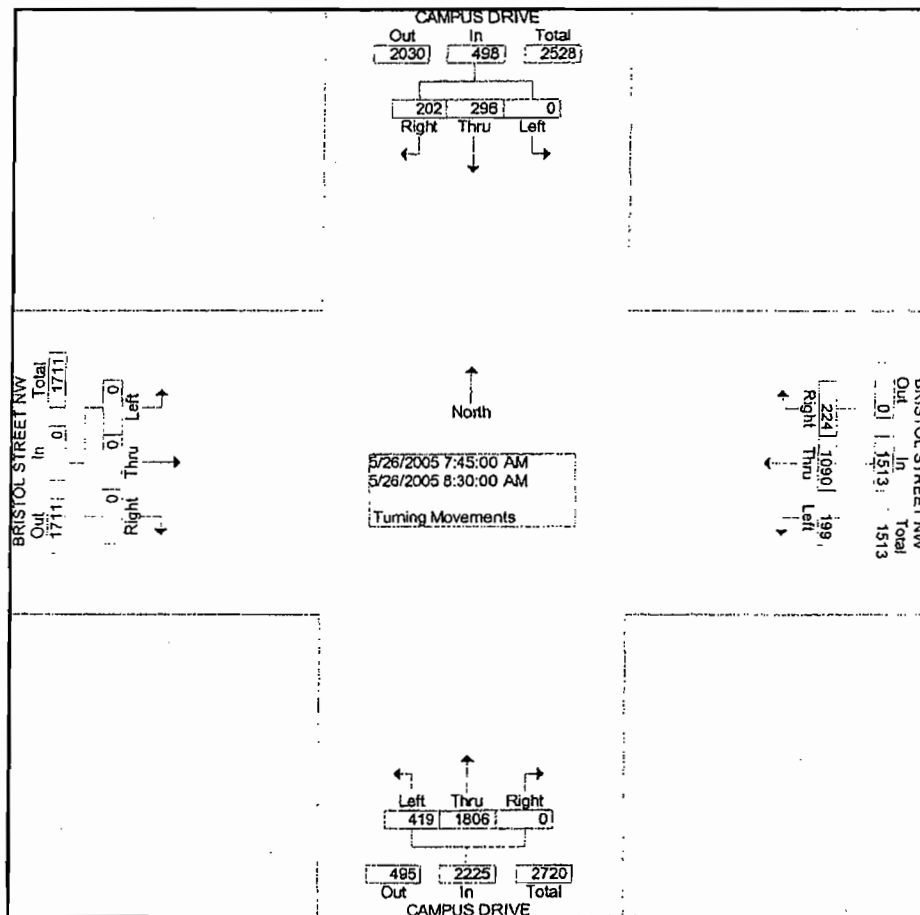 CAMPUS DRIVE
Out In Total
2030 498 2528
202 296 0
Right Thru Left
BRISTOL STREET NW
Out In Total
1711 0 1711
0 0 0
Right Thru Left
North
5/26/2005 7:45:00 AM
5/26/2005 8:30:00 AM
Turning Movements
Right Thru Left
224 1090 199
Out In Total
0 1513 1513
BRISTOL STREET NW
Left Thru Right
419 1806 0
495 2225 2720
Out In Total
CAMPUS DRIVE